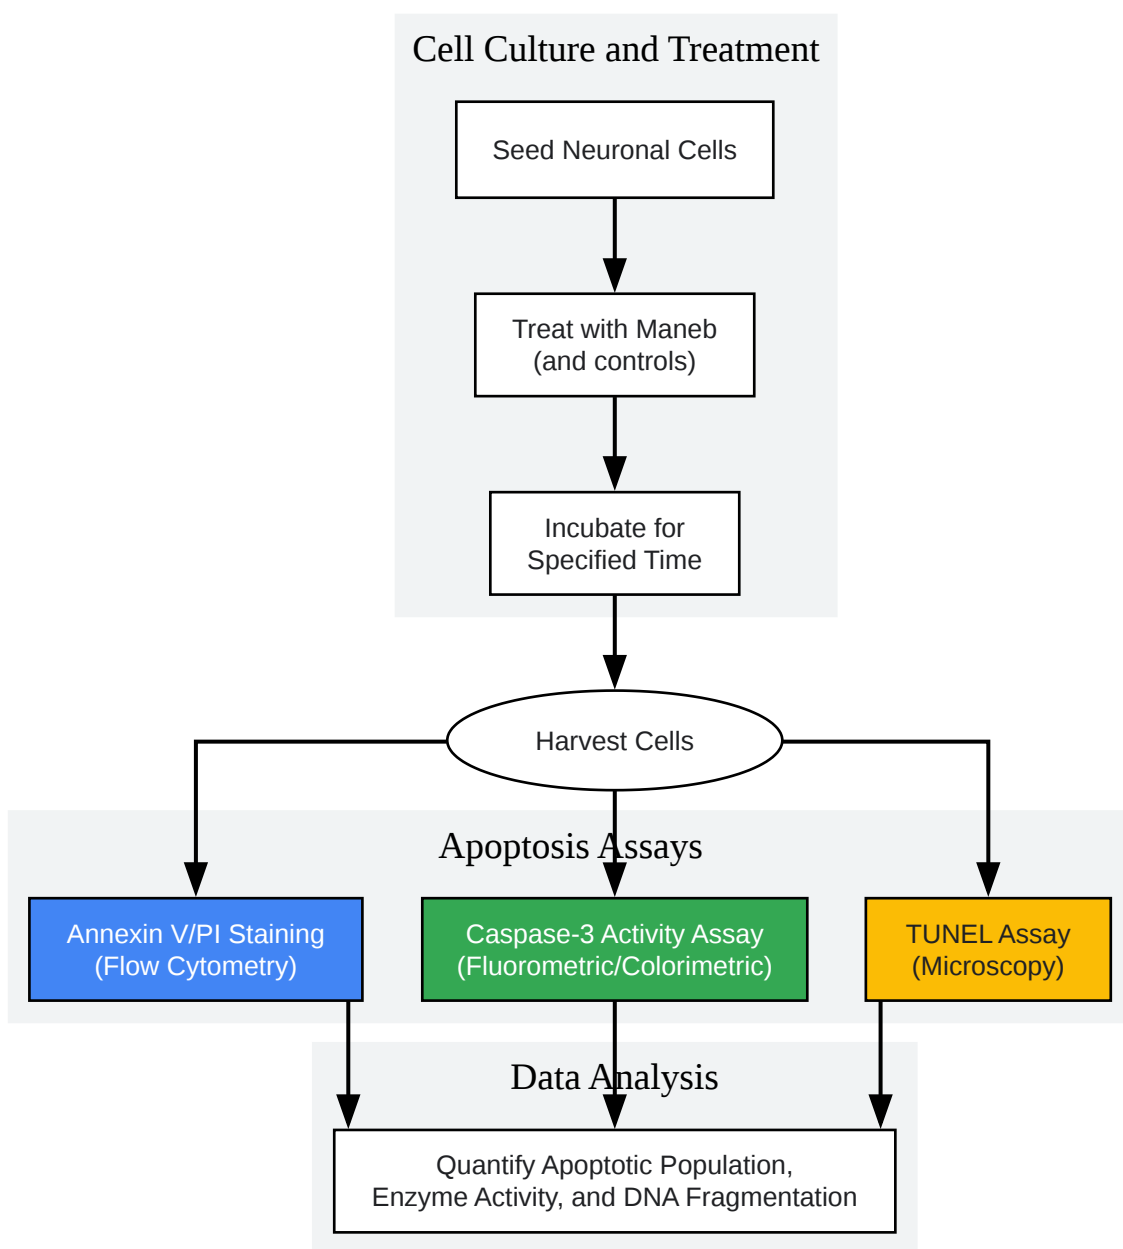 Cell Culture and Treatment
Seed Neuronal Cells
Treat with Maneb
(and controls)
Incubate for
Specified Time
Harvest Cells
Apoptosis Assays
Annexin V/PI Staining
(Flow Cytometry)
Caspase-3 Activity Assay
(Fluorometric/Colorimetric)
TUNEL Assay
(Microscopy)
Data Analysis
Quantify Apoptotic Population,
Enzyme Activity, and DNA Fragmentation